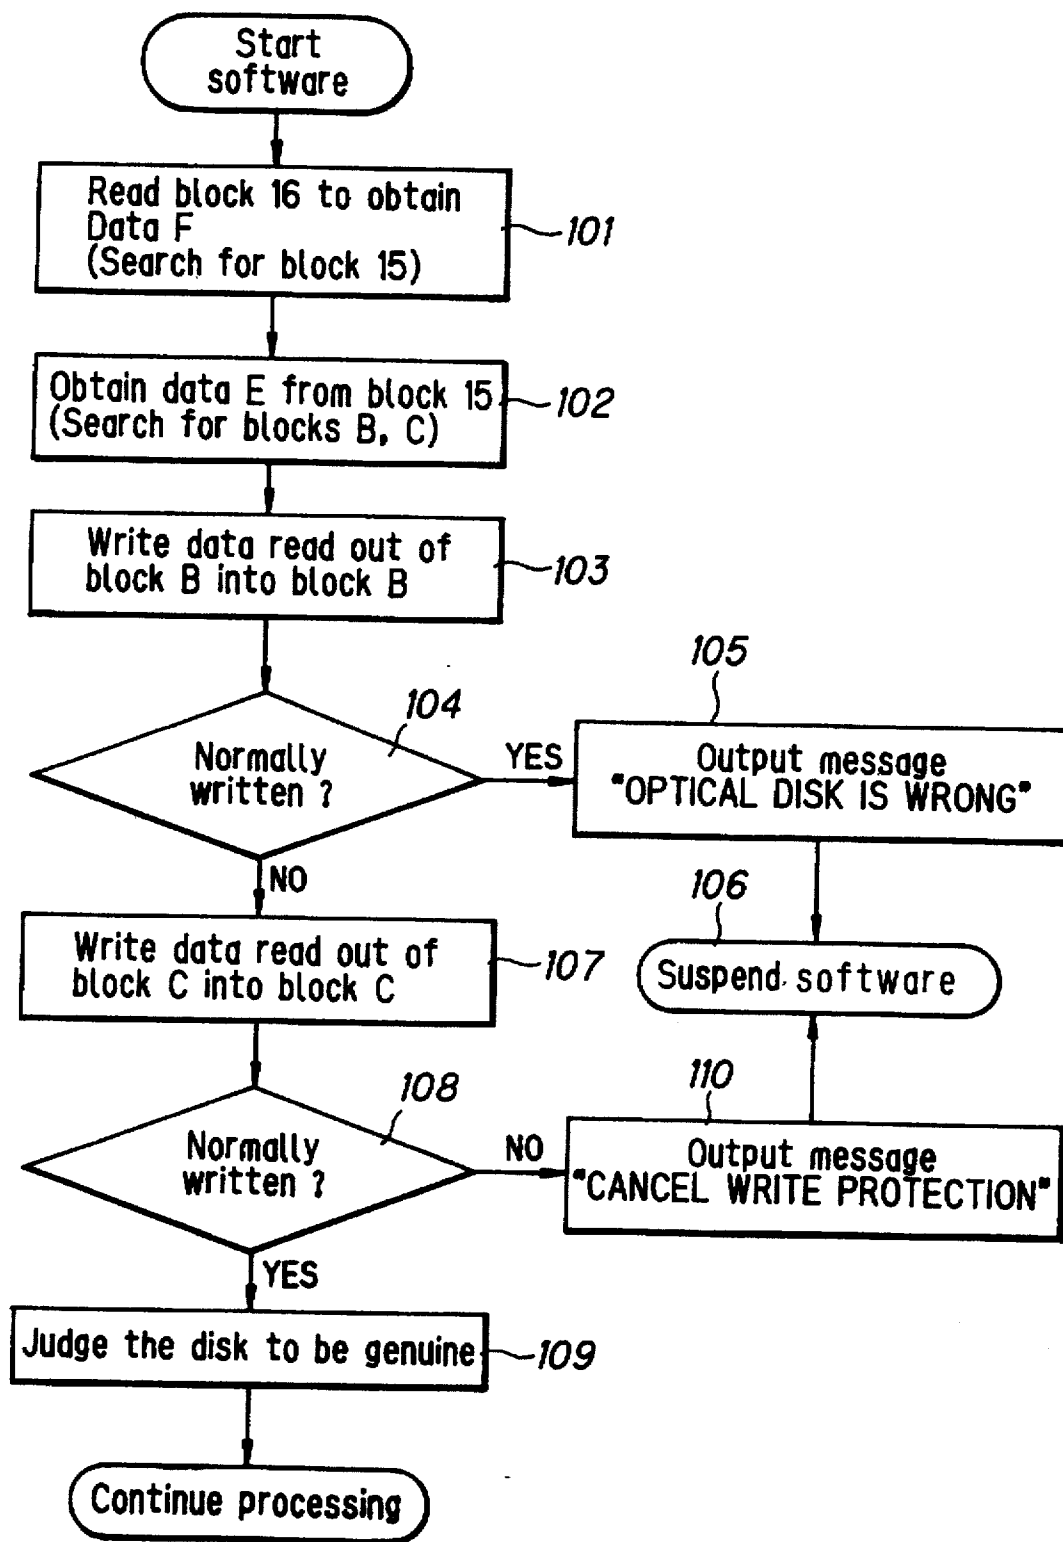 Start
software
Read block 16 to obtain
Data F
(Search for block 15)
101
Obtain data E from block 15
(Search for blocks B, C)
102
Write data read out of
block B into block B
103
104
Normally
written ?
YES
105
Output message
"OPTICAL DISK IS WRONG"
NO
106
Suspend software
Write data read out of
block C into block C
107
108
Normally
written ?
NO
110
Output message
"CANCEL WRITE PROTECTION"
YES
Judge the disk to be genuine
109
Continue processing